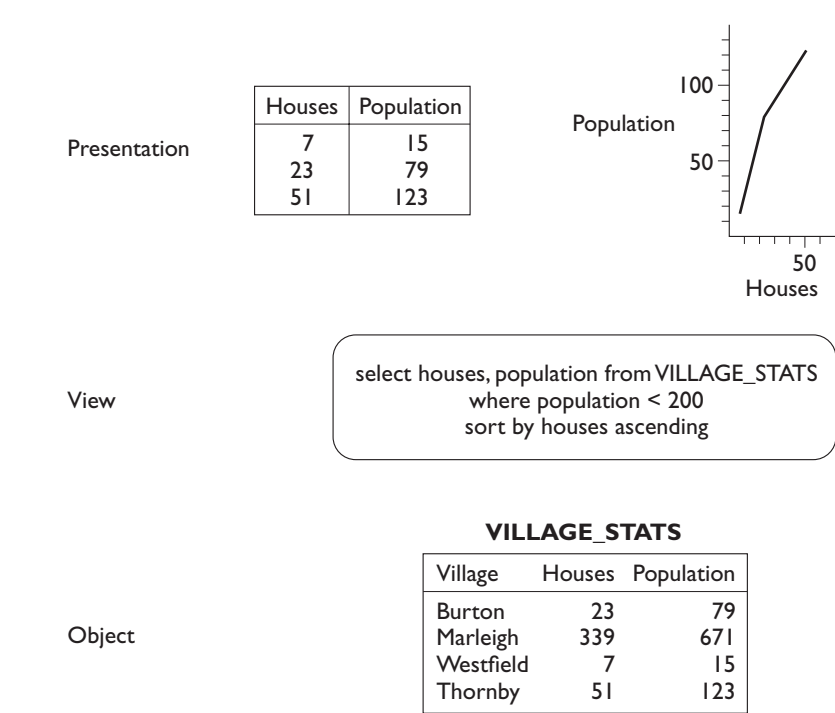 Presentation
Houses Population
7 15
23 79
51 123
Population
100
50
50
Houses
View
select houses, population from VILLAGE_STATS
where population < 200
sort by houses ascending
Object
VILLAGE_STATS
Village Houses Population
Burton 23 79
Marleigh 339 671
Westfield 7 15
Thornby 51 123